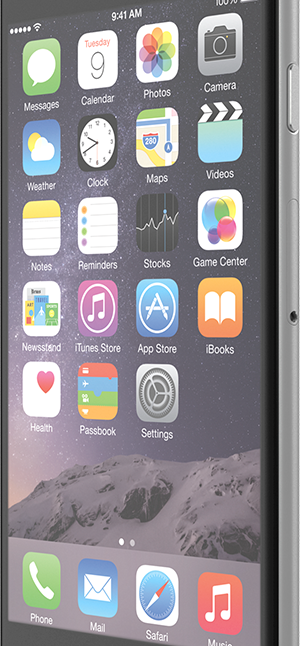 9:41 AM 100%
Messages
Tuesday
9
Calendar
Photos
Camera
Weather
Clock
280
Maps
Videos
Notes
Reminders
Stocks
Game Center
Newsstand
iTunes Store
App Store
iBooks
Health
Passbook
Settings
Phone
Mail
Safari
Music